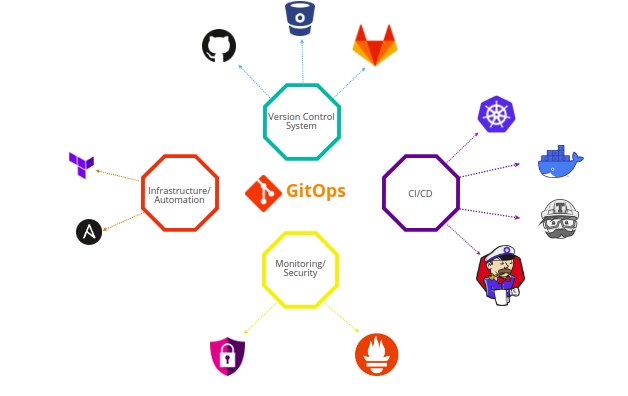 Version Control
System
Infrastructure/
Automation
GitOps
CI/CD
Monitoring/
Security